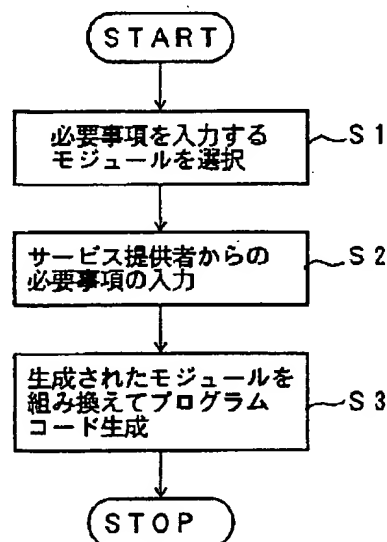 START
必要事項を入力する
モジュールを選択
S1
サービス提供者からの
必要事項の入力
S2
生成されたモジュールを
組み換えてプログラム
コード生成
S3
STOP